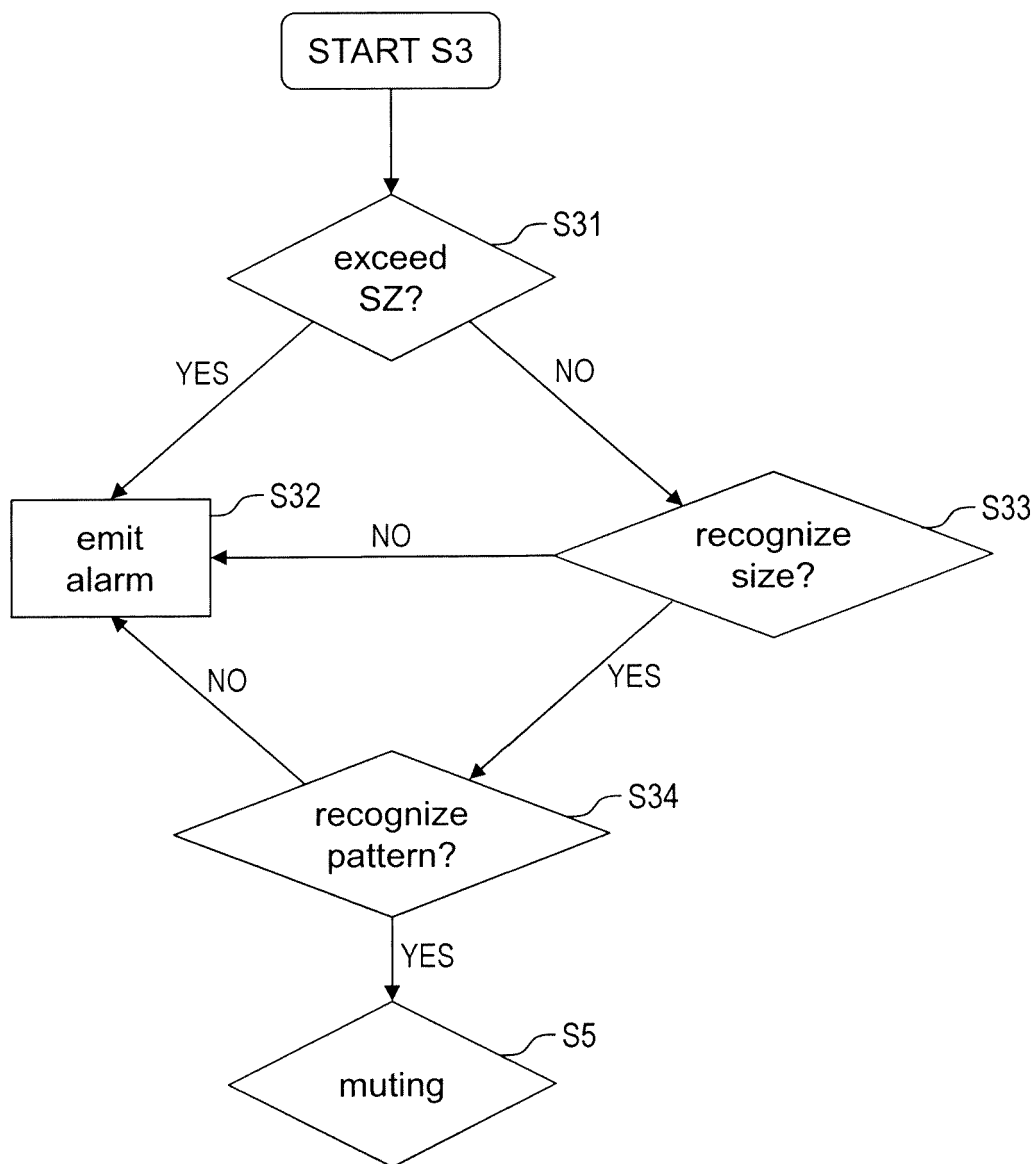 START S3
S31
exceed
SZ?
YES
NO
S32
emit
alarm
NO
S33
recognize
size?
NO
YES
S34
recognize
pattern?
YES
S5
muting